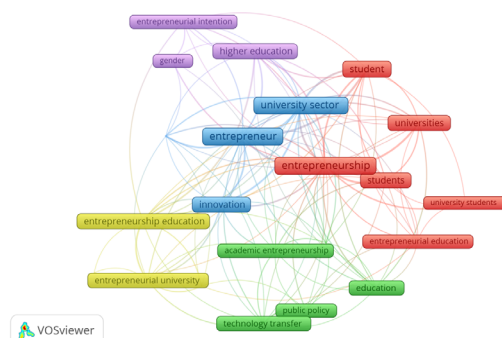 entrepreneurial intention
higher education
gender
student
university sector
universities
entrepreneur
entrepreneurship
students
university students
innovation
entrepreneurship education
entrepreneurial education
academic entrepreneurship
entrepreneurial university
education
public policy
technology transfer
VOSviewer